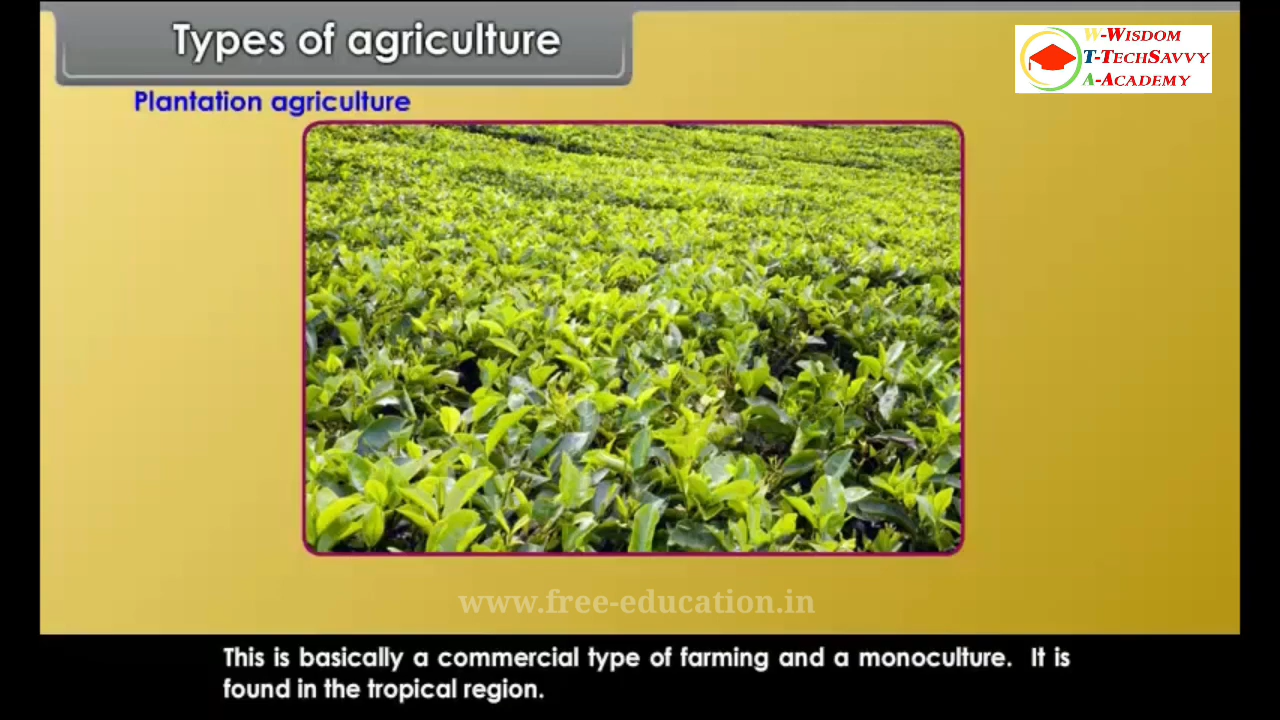 Types of agriculture
W-Wisdom
T-TechSavvy
A-Academy
Plantation agriculture
www.free-education.in
This is basically a commercial type of farming and a monoculture. It is
found in the tropical region.